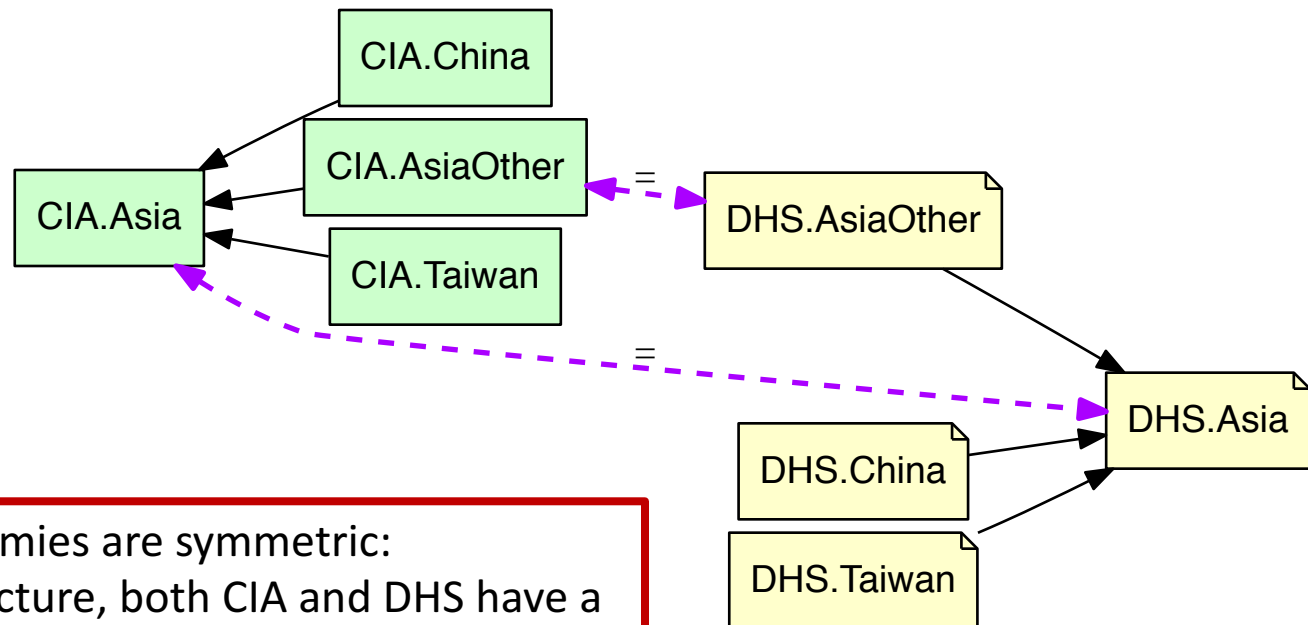 CIA.China
CIA.AsiaOther
=
CIA.Asia
DHS.AsiaOther
CIA.Taiwan
=
DHS.Asia
DHS.China
DHS.Taiwan
mies are symmetric:
cture, both CIA and DHS have a